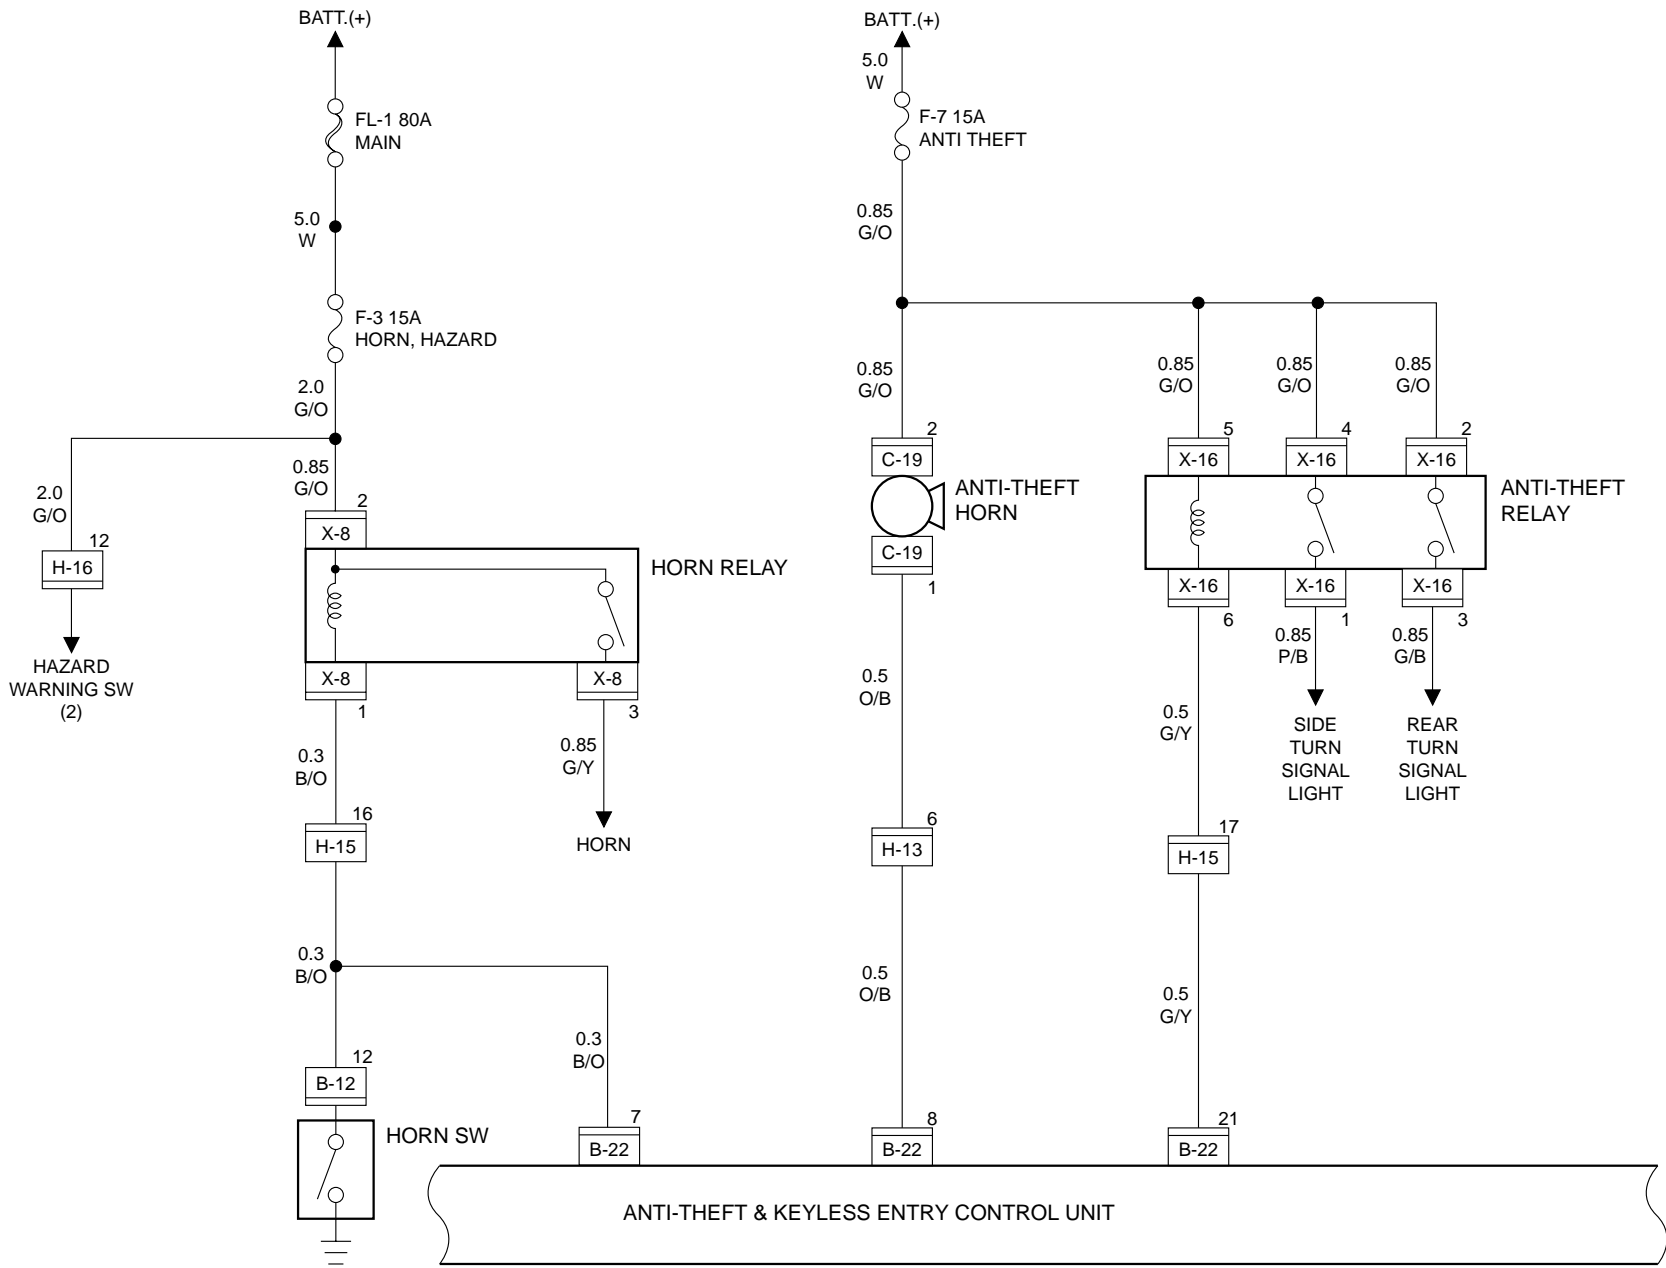 BATT.(+)
FL-1 80A
MAIN
5.0
W
F-3 15A
HORN, HAZARD
2.0
G/O
0.85
G/O
2.0
G/O
12
H-16
HAZARD
WARNING SW
(2)
2
X-8
HORN RELAY
X-8
1
X-8
3
0.3
B/O
0.85
G/Y
HORN
16
H-15
0.3
B/O
12
B-12
HORN SW
0.3
B/O
7
B-22
BATT.(+)
5.0
W
F-7 15A
ANTI THEFT
0.85
G/O
0.85
G/O
2
C-19
ANTI-THEFT
HORN
C-19
1
0.5
O/B
6
H-13
0.5
O/B
8
B-22
0.85
G/O
0.85
G/O
0.85
G/O
5
X-16
4
X-16
2
X-16
ANTI-THEFT
RELAY
X-16
6
X-16
1
X-16
3
0.85
P/B
0.85
G/B
SIDE
TURN
SIGNAL
LIGHT
REAR
TURN
SIGNAL
LIGHT
0.5
G/Y
17
H-15
0.5
G/Y
21
B-22
ANTI-THEFT & KEYLESS ENTRY CONTROL UNIT